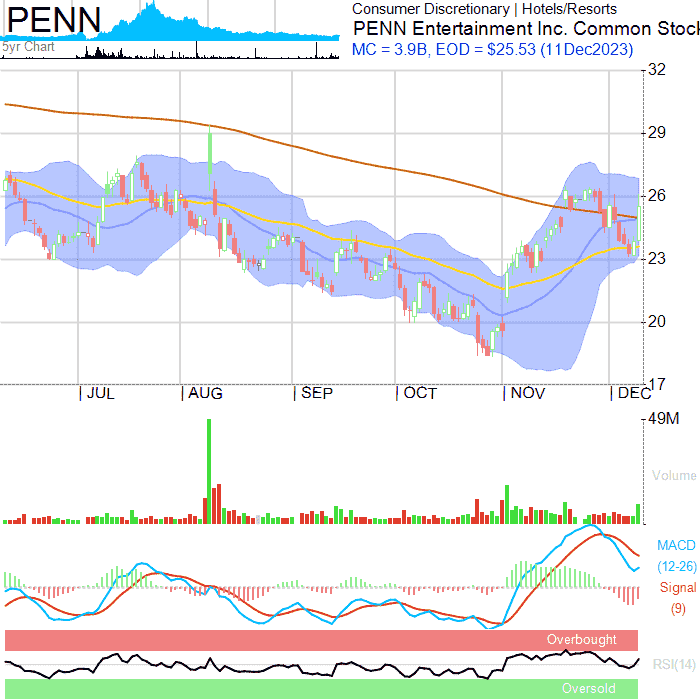 PENN
5yr Chart
Consumer Discretionary | Hotels/Resorts
PENN Entertainment Inc. Common Stoc
MC = 3.9B, EOD = $25.53 (11Dec2023)
32
29
26
23
20
17
| JUL | AUG | SEP | OCT | NOV | DEC
49M
Volume
MACD
(12-26)
Signal
(9)
Overbought
RSI(14)
Oversold